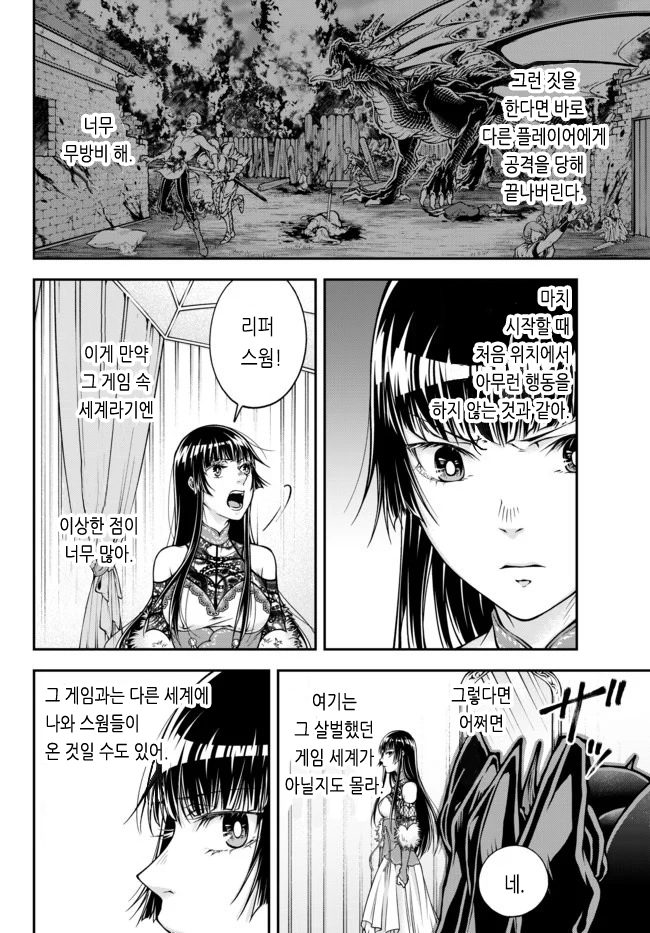 그런 짓을
한다면 바로
다른 플레이어에게
공격을 당해
끝나버린다.
너무
무방비 해.
마치
시작할 때
처음 위치에서
아무런 행동을
하지 않는 것과 같아.
리퍼
스웜!
이게 만약
그 게임 속
세계라기엔
이상한 점이
너무 많아.
그렇다면
어쩌면
네.
여기는
그 살벌했던
게임 세계가
아닐지도 몰라.
그 게임과는 다른 세계에
나와 스웜들이
온 것일 수도 있어.